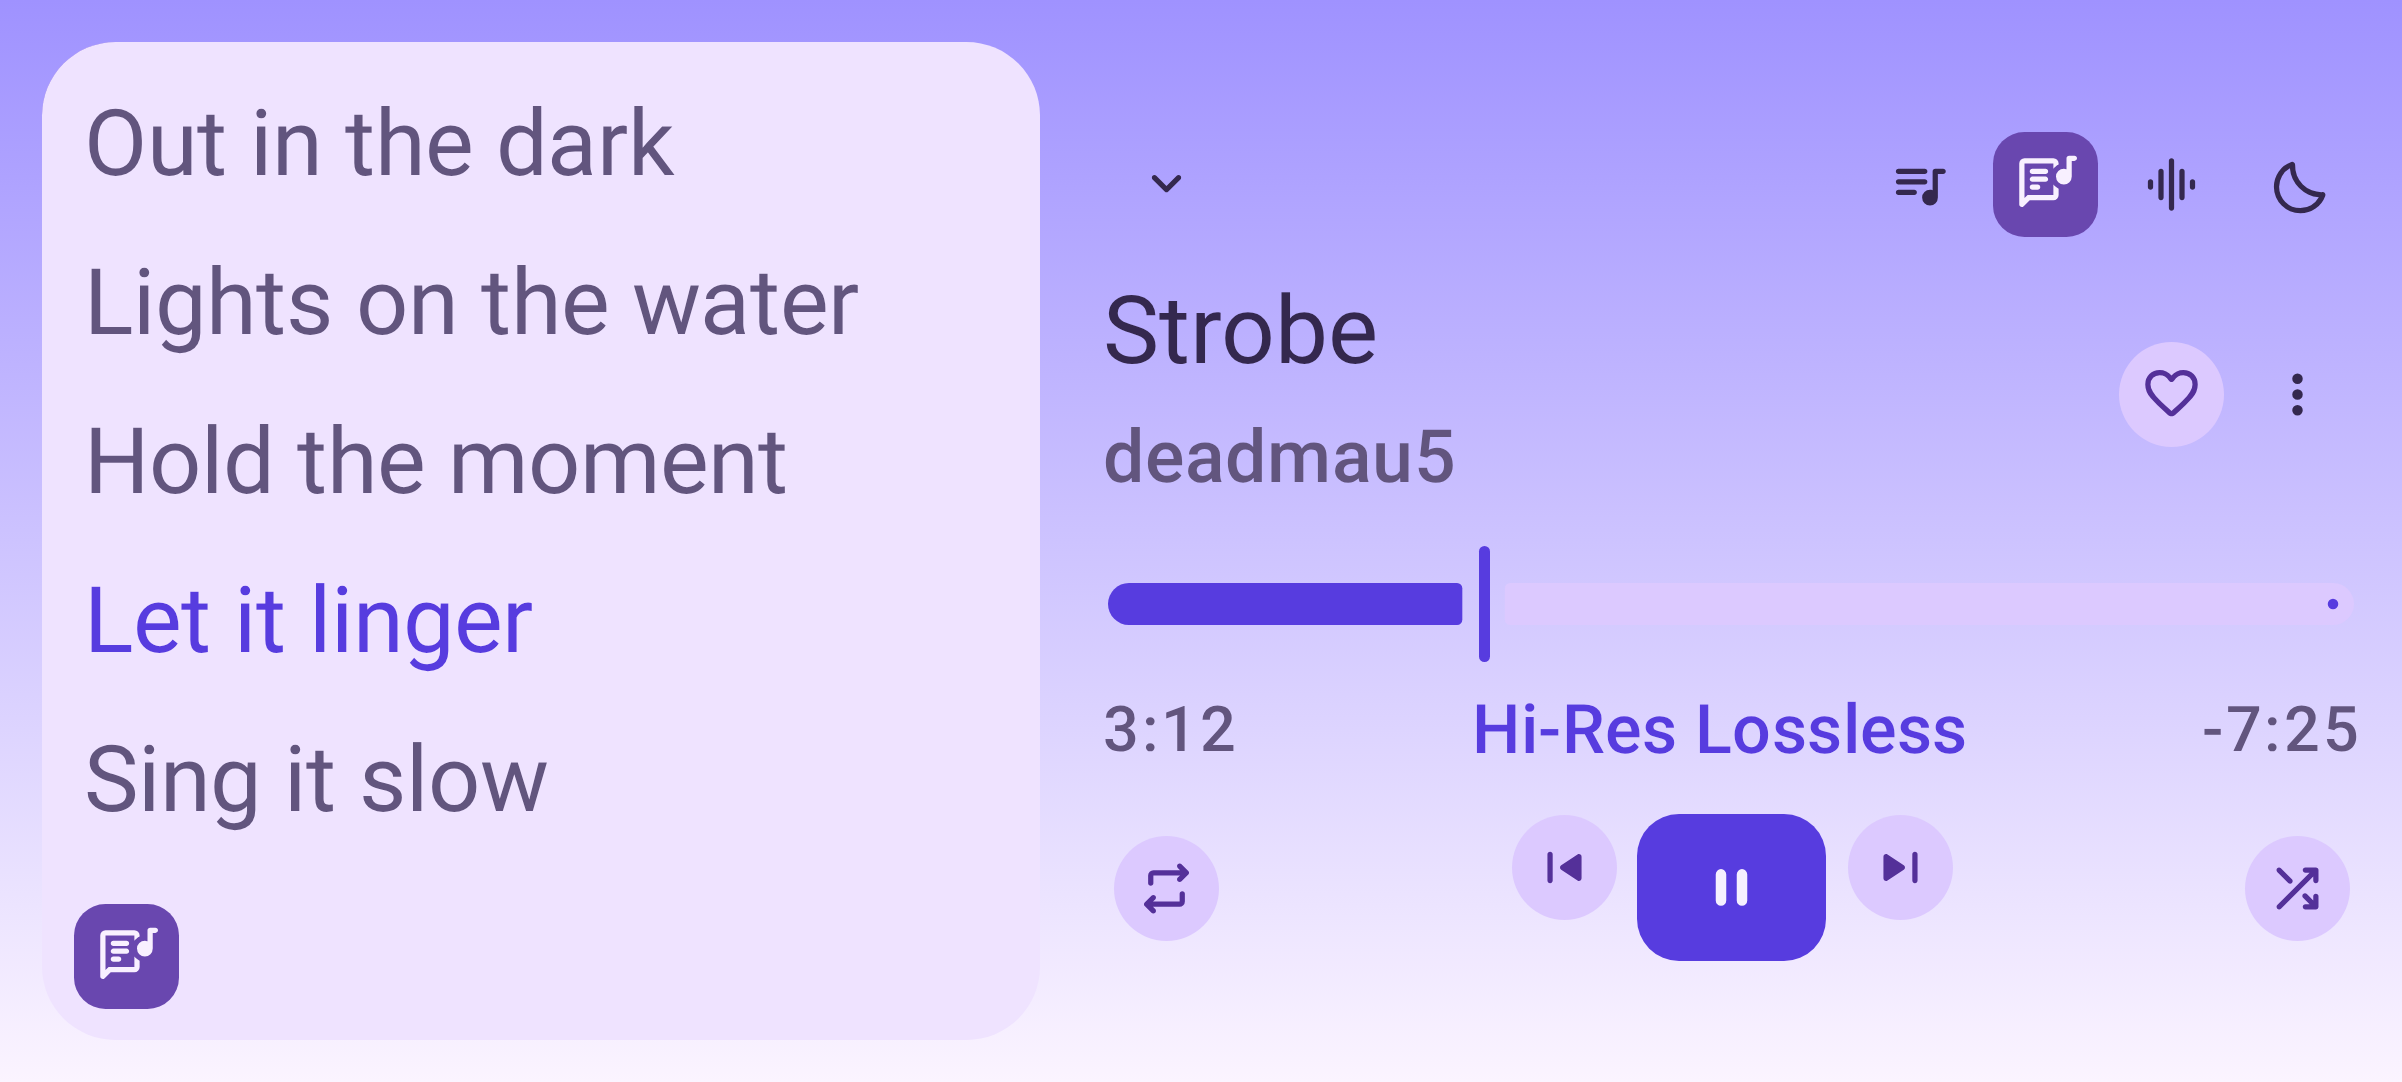 Out in the dark
Lights on the water
Hold the moment
Let it linger
Sing it slow
Strobe
deadmau5
3:12
Hi-Res Lossless
-7:25